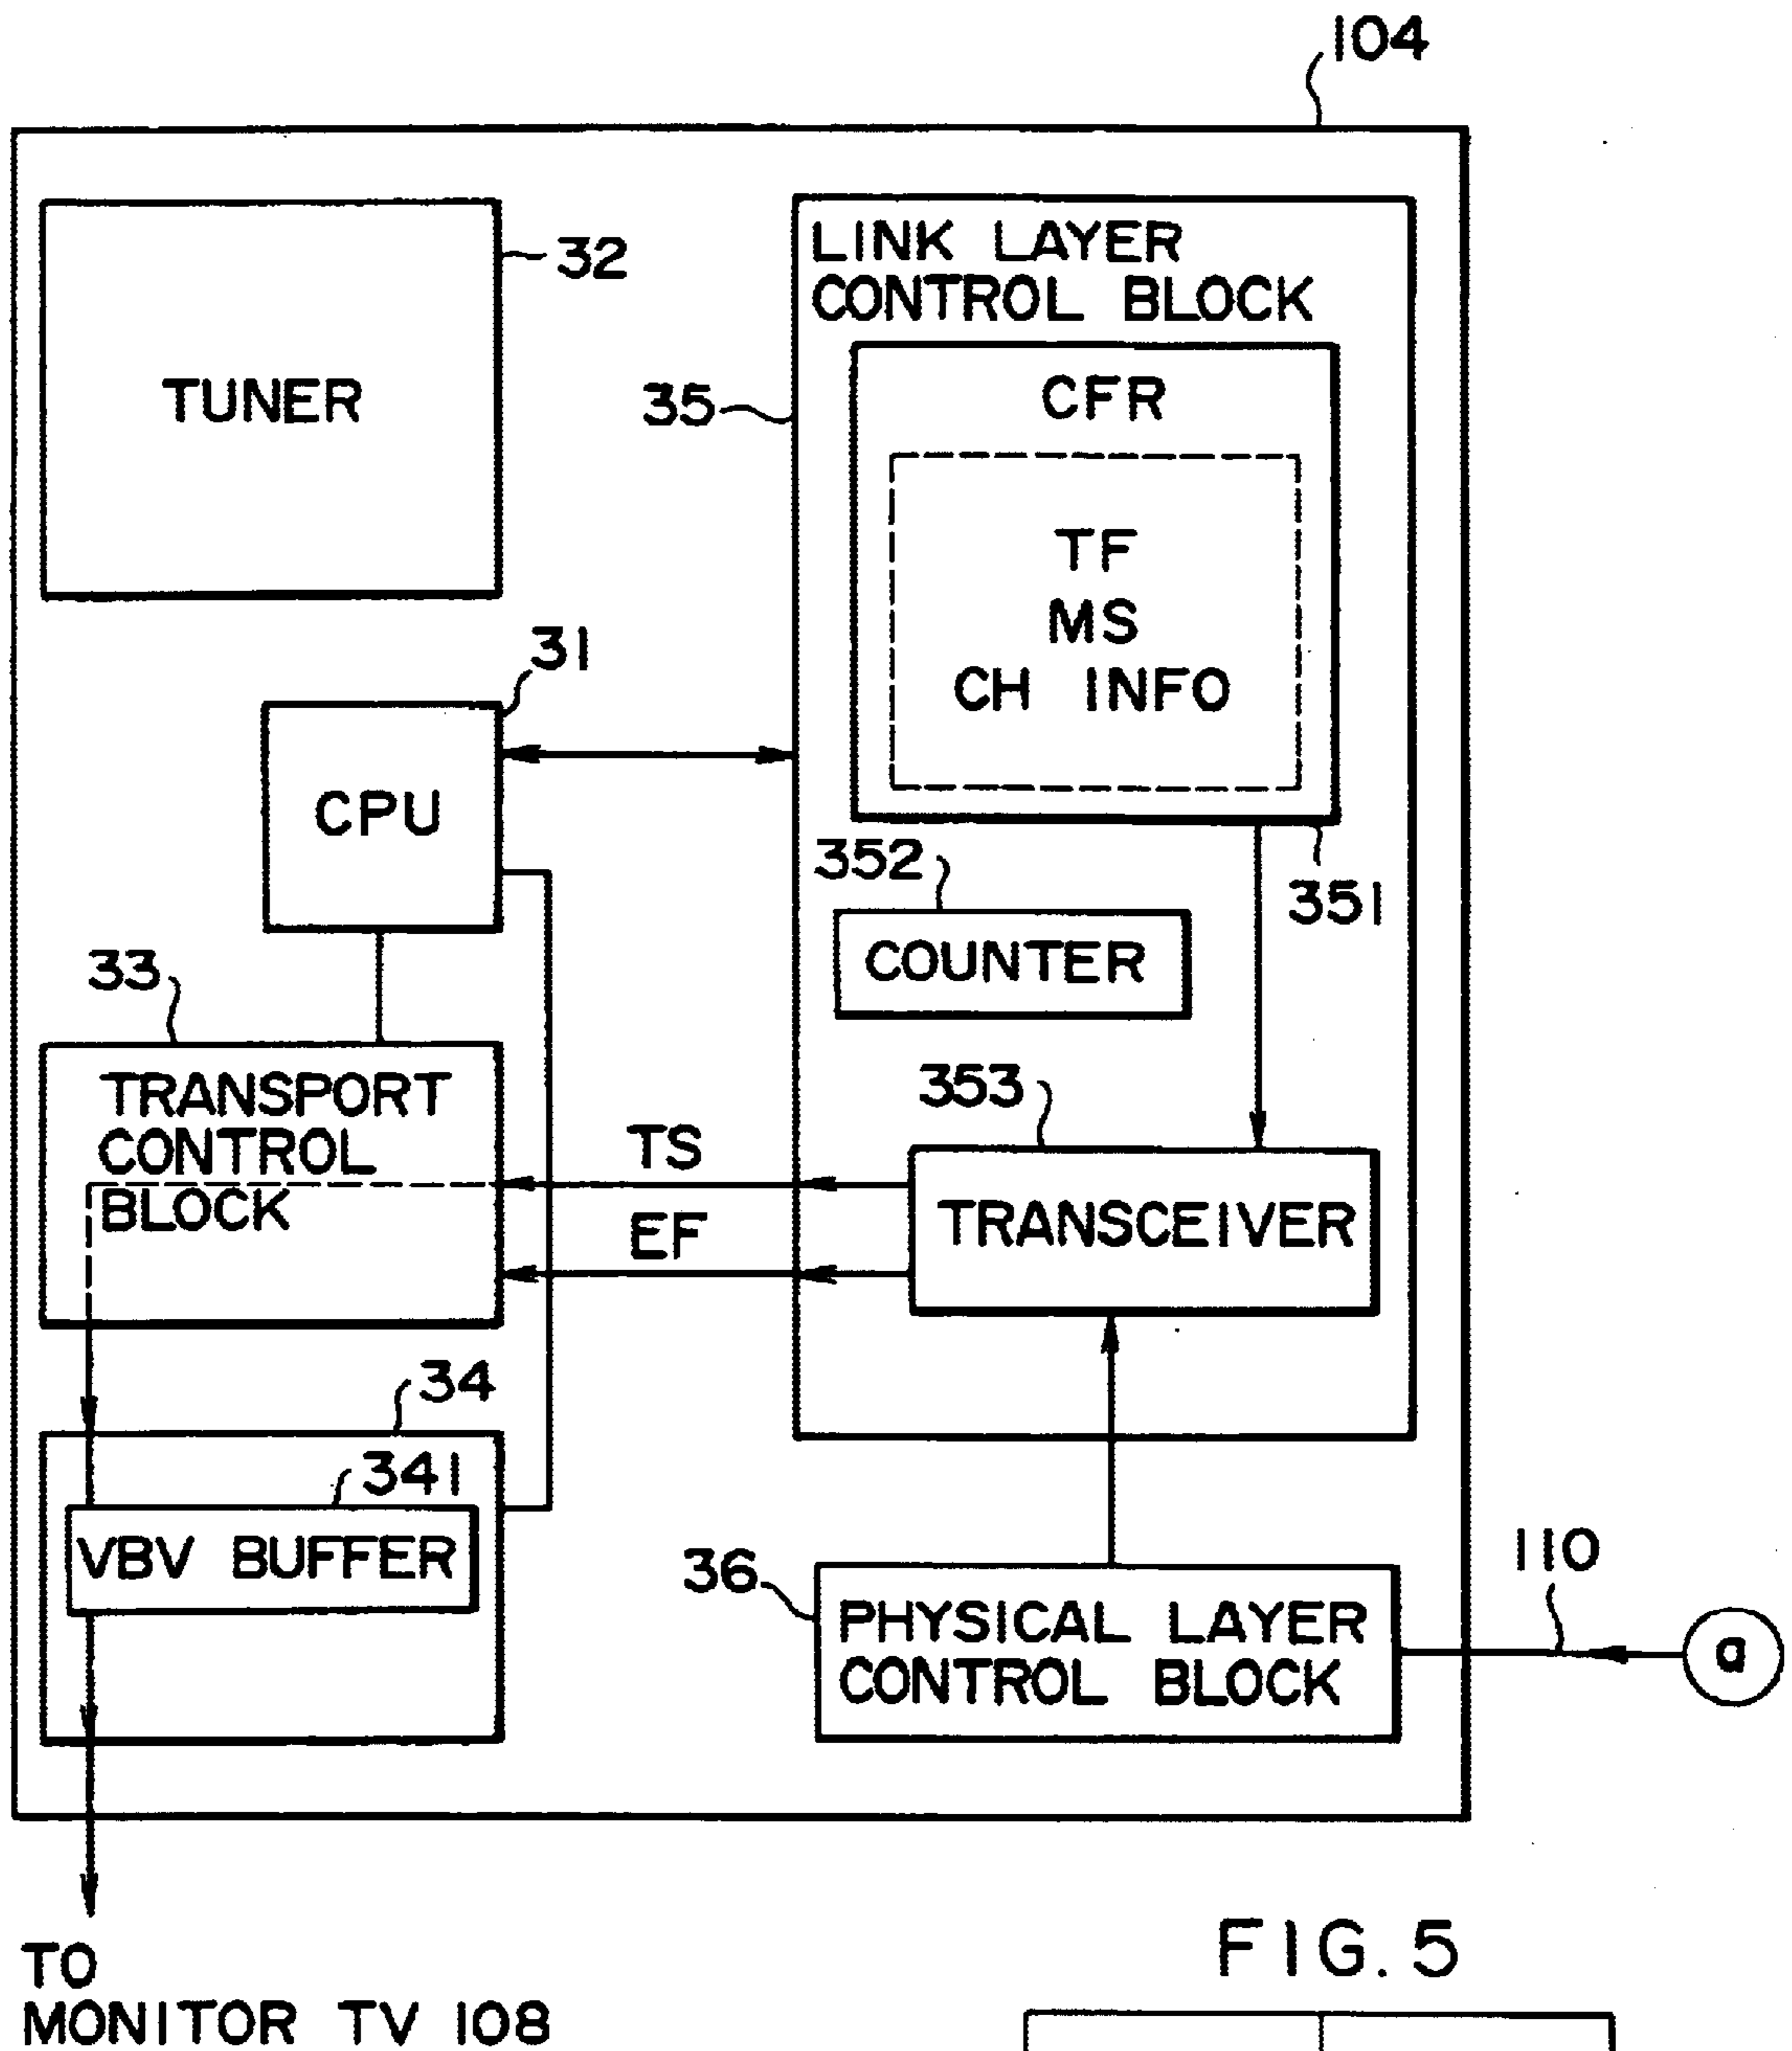 104
32
TUNER
LINK LAYER
CONTROL BLOCK
35
CFR
TF
MS
CH INFO
31
CPU
352
351
COUNTER
33
TRANSPORT
CONTROL
BLOCK
353
TS
EF
TRANSCEIVER
34
341
VBV BUFFER
36
PHYSICAL LAYER
CONTROL BLOCK
110
a
TO
MONITOR TV 108
FIG. 5